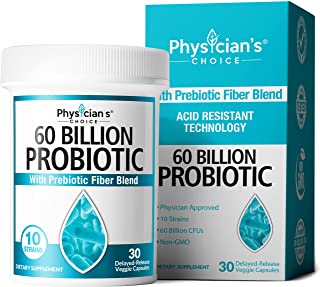 Physician's®
CHOICE
60 BILLION
PROBIOTIC
With Prebiotic Fiber Blend
10
STRAINS
30
Delayed-Release
Veggie Capsules
DIETARY SUPPLEMENT
Physician's®
CHOICE
With Prebiotic Fiber Blend
ACID RESISTANT
TECHNOLOGY
60 BILLION
PROBIOTIC
Physician Approved
10 Strains
60 Billion CFUs
Non-GMO
30 Delayed-Release
Veggie Capsules
DIETARY SUPPLEMENT